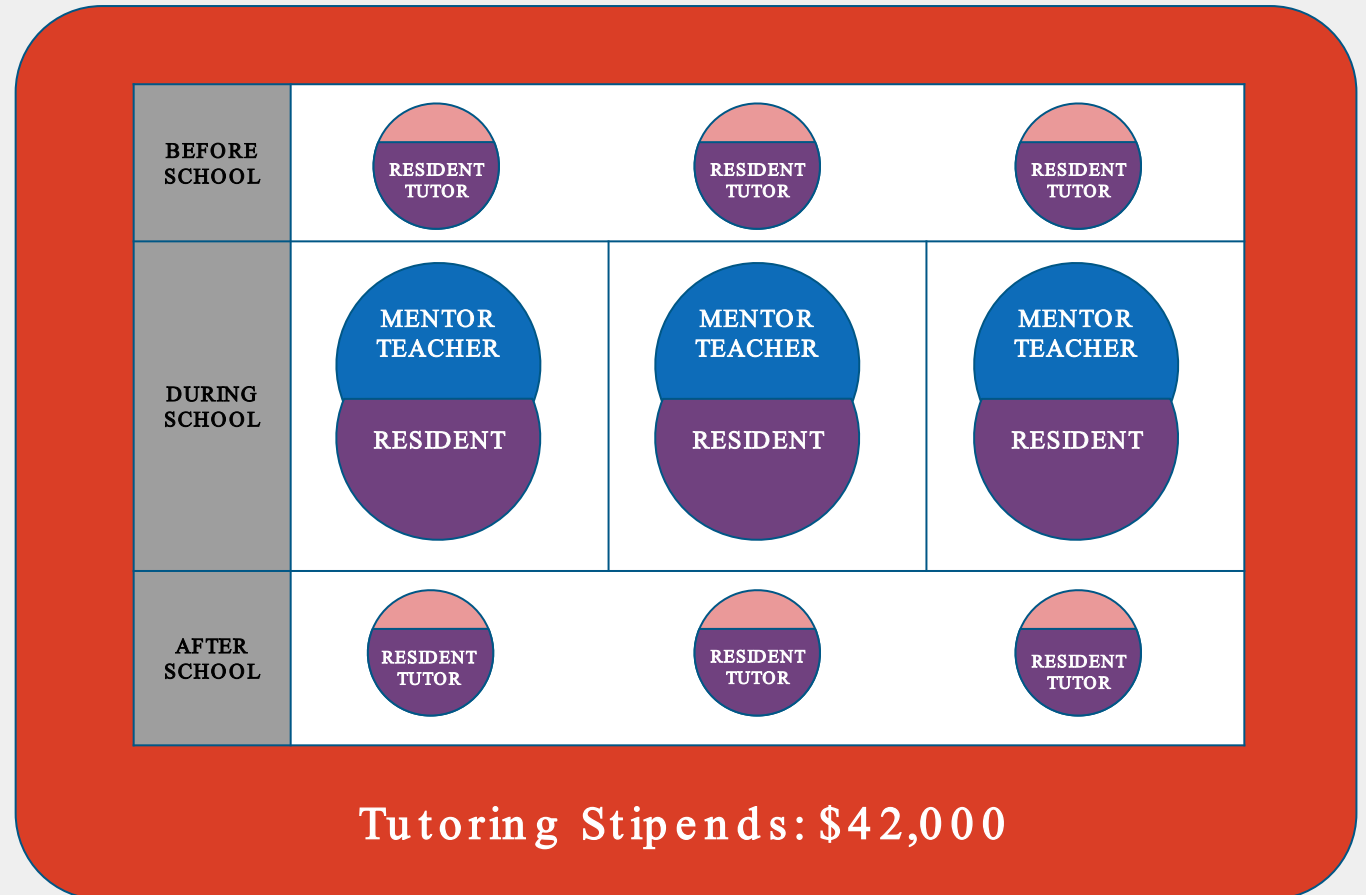 BEFORE
SCHOOL
RESIDENT
TUTOR
RESIDENT
TUTOR
RESIDENT
TUTOR
DURING
SCHOOL
MENTOR
TEACHER
RESIDENT
MENTOR
TEACHER
RESIDENT
MENTOR
TEACHER
RESIDENT
AFTER
SCHOOL
RESIDENT
TUTOR
RESIDENT
TUTOR
RESIDENT
TUTOR
Tutoring Stipends: $42,000